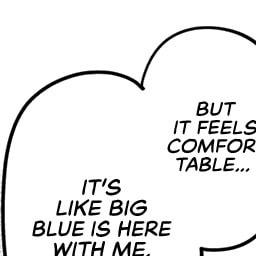 BUT
IT FEELS
COMFOR
TABLE...
IT'S
LIKE BIG
BLUE IS HERE
WITH ME.